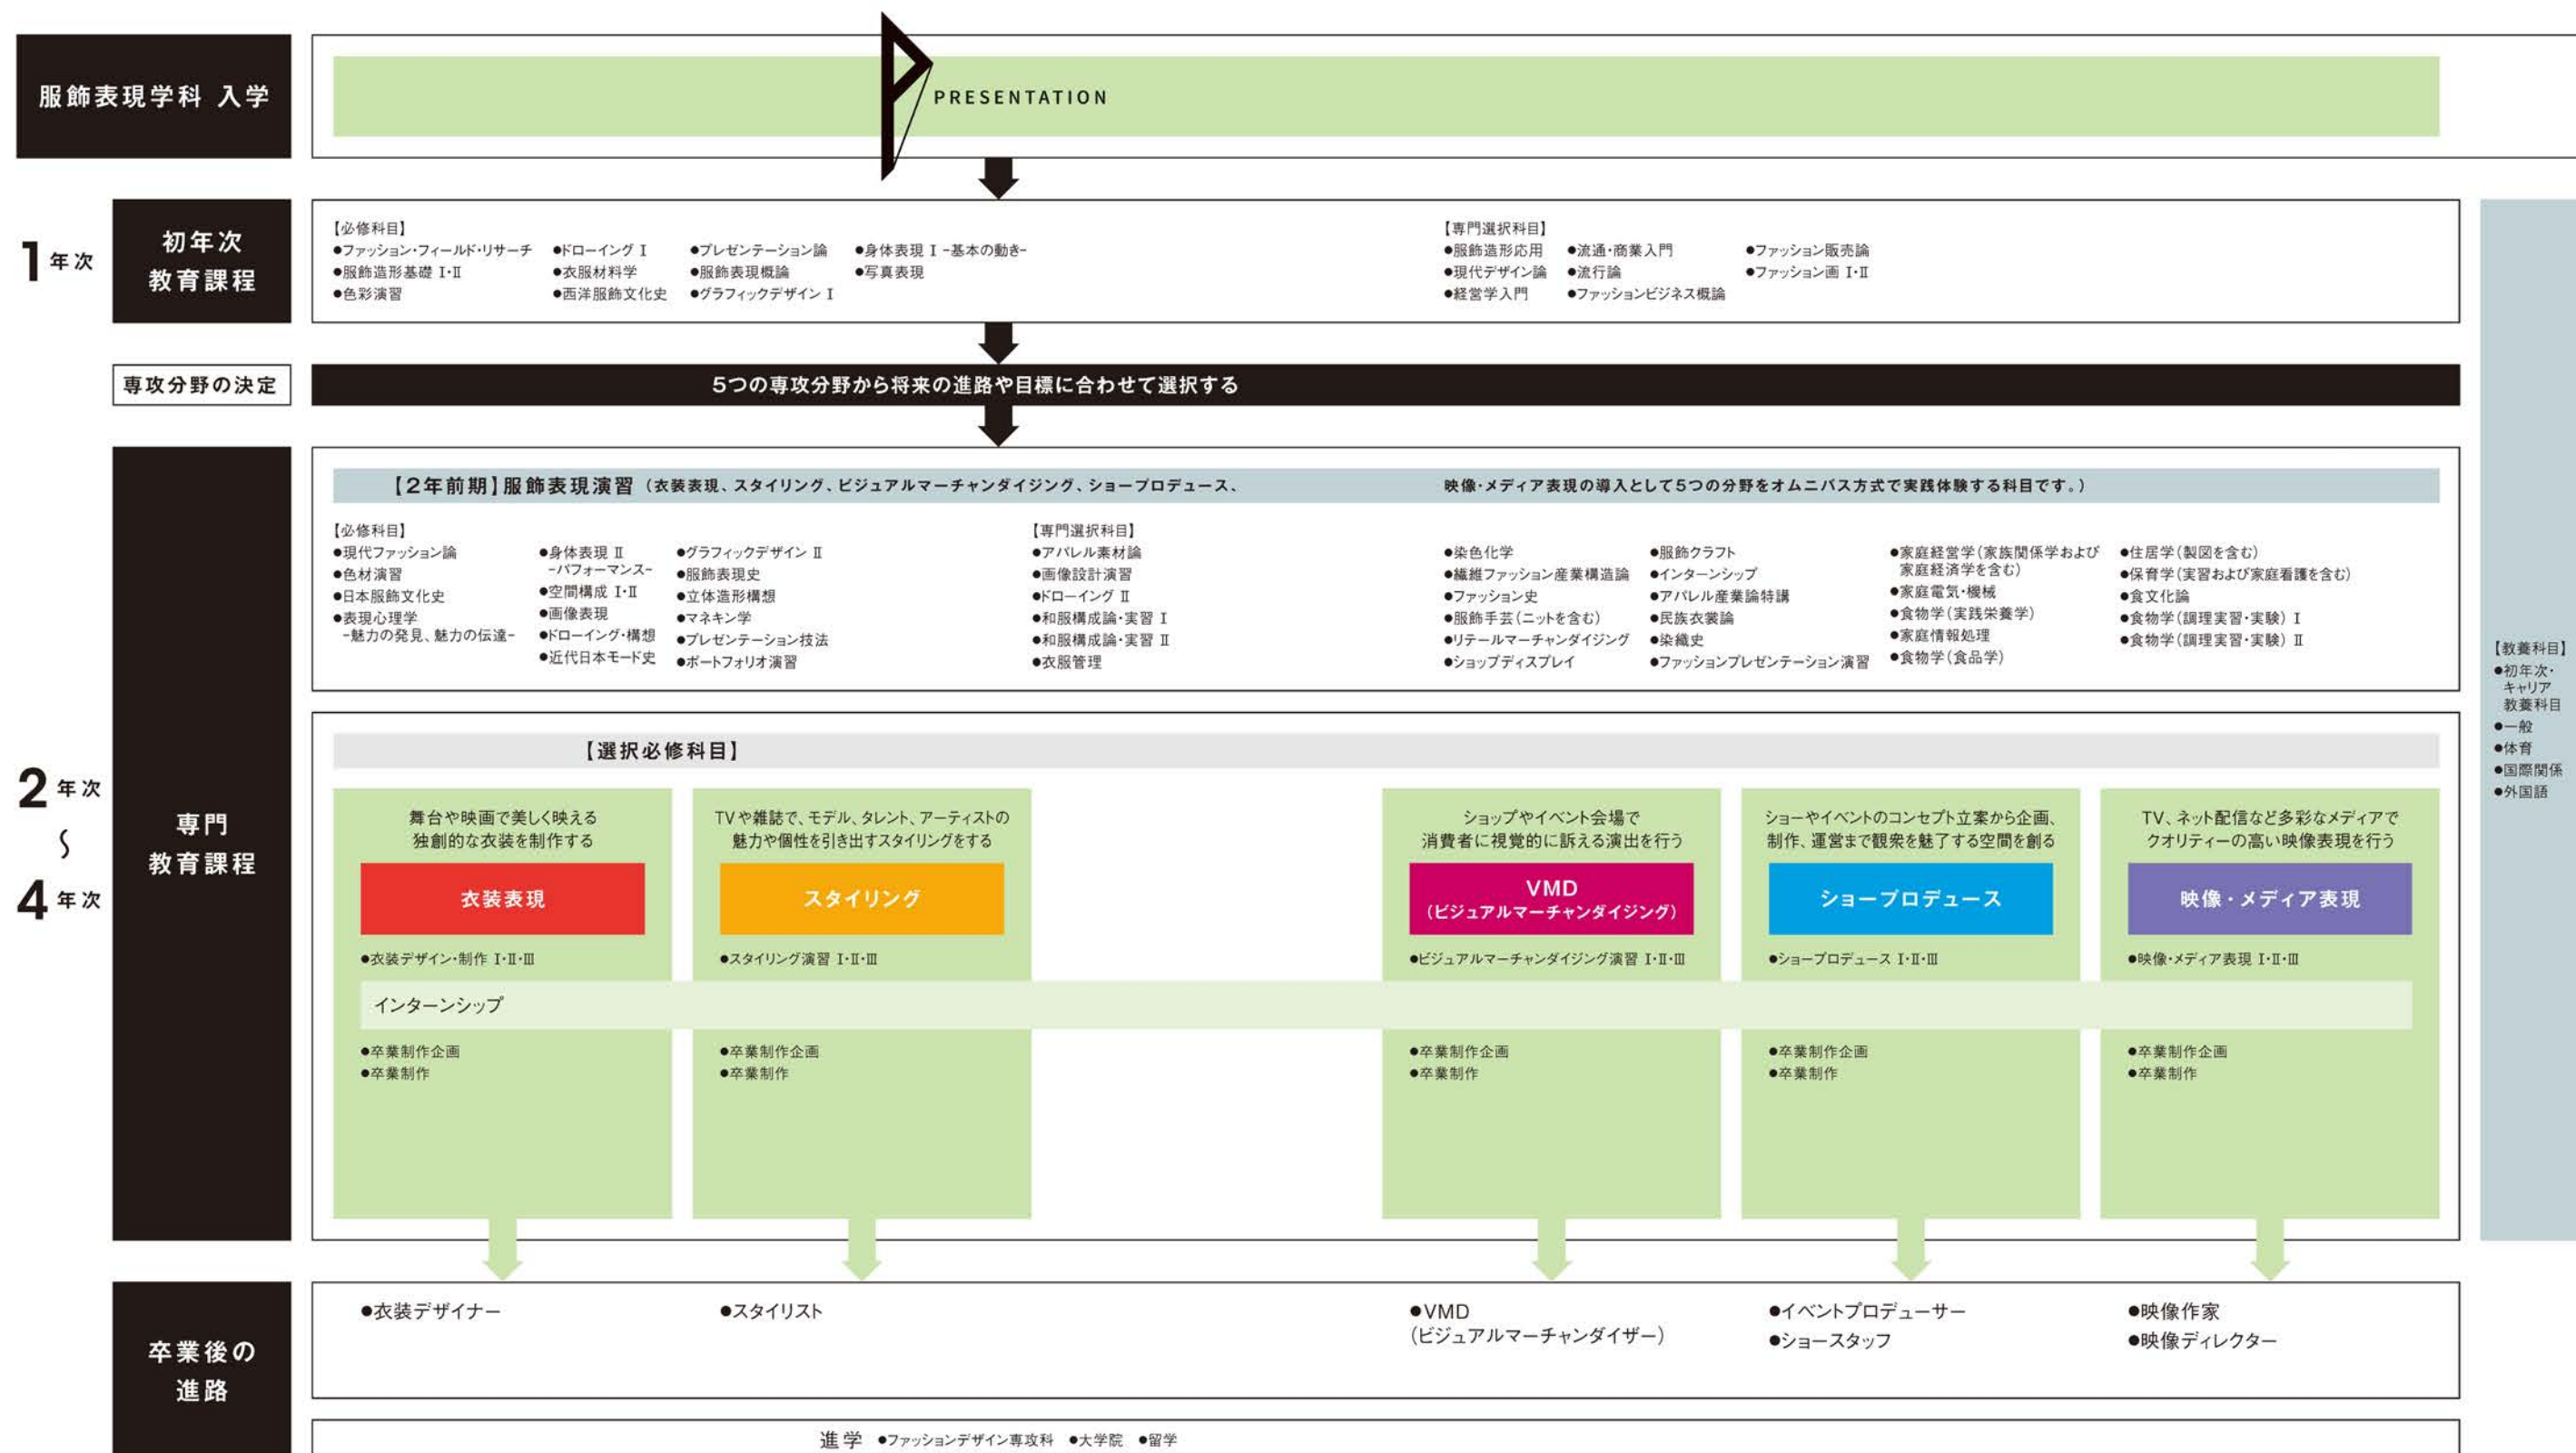 服飾表現学科 入学
PRESENTATION
1年次
初年次
教育課程
【必修科目】
●ファッション・フィールド・リサーチ
●服飾造形基礎 I・II
●色彩演習
●ドローイング I
●衣服材料学
●西洋服飾文化史
●プレゼンテーション論
●服飾表現概論
●グラフィックデザイン I
●身体表現 I -基本の動き-
●写真表現
【専門選択科目】
●服飾造形応用
●現代デザイン論
●経営学入門
●流通・商業入門
●流行論
●ファッションビジネス概論
●ファッション販売論
●ファッション画 I・II
専攻分野の決定
5つの専攻分野から将来の進路や目標に合わせて選択する
2年次
〜
4年次
専門
教育課程
【2年前期】服飾表現演習（衣装表現、スタイリング、ビジュアルマーチャンダイジング、ショープロデュース、
映像・メディア表現の導入として5つの分野をオムニバス方式で実践体験する科目です。）
【必修科目】
●現代ファッション論
●色材演習
●日本服飾文化史
●表現心理学
-魅力の発見、魅力の伝達-
●身体表現 II
-パフォーマンス-
●空間構成 I・II
●画像表現
●ドローイング・構想
●近代日本モード史
●グラフィックデザイン II
●服飾表現史
●立体造形構想
●マネキン学
●プレゼンテーション技法
●ポートフォリオ演習
【専門選択科目】
●アパレル素材論
●画像設計演習
●ドローイング II
●和服構成論・実習 I
●和服構成論・実習 II
●衣服管理
●染色化学
●繊維ファッション産業構造論
●ファッション史
●服飾手芸（ニットを含む）
●リテールマーチャンダイジング
●ショップディスプレイ
●服飾クラフト
●インターンシップ
●アパレル産業論特講
●民族衣裳論
●染織史
●ファッションプレゼンテーション演習
●家庭経営学（家族関係学および
家庭経済学を含む）
●家庭電気・機械
●食物学（実践栄養学）
●家庭情報処理
●食物学（食品学）
●住居学（製図を含む）
●保育学（実習および家庭看護を含む）
●食文化論
●食物学（調理実習・実験） I
●食物学（調理実習・実験） II
【選択必修科目】
舞台や映画で美しく映える
独創的な衣装を制作する
衣装表現
●衣装デザイン・制作 I・II・III
TVや雑誌で、モデル、タレント、アーティストの
魅力や個性を引き出すスタイリングをする
スタイリング
●スタイリング演習 I・II・III
ショップやイベント会場で
消費者に視覚的に訴える演出を行う
VMD
（ビジュアルマーチャンダイジング）
●ビジュアルマーチャンダイジング演習 I・II・III
ショーやイベントのコンセプト立案から企画、
制作、運営まで観衆を魅了する空間を創る
ショープロデュース
●ショープロデュース I・II・III
TV、ネット配信など多彩なメディアで
クオリティーの高い映像表現を行う
映像・メディア表現
●映像・メディア表現 I・II・III
インターンシップ
●卒業制作企画
●卒業制作
●卒業制作企画
●卒業制作
●卒業制作企画
●卒業制作
●卒業制作企画
●卒業制作
●卒業制作企画
●卒業制作
【教養科目】
●初年次・
キャリア
教養科目
●一般
●体育
●国際関係
●外国語
卒業後の
進路
●衣装デザイナー
●スタイリスト
●VMD
（ビジュアルマーチャンダイザー）
●イベントプロデューサー
●ショースタッフ
●映像作家
●映像ディレクター
進学 ●ファッションデザイン専攻科 ●大学院 ●留学